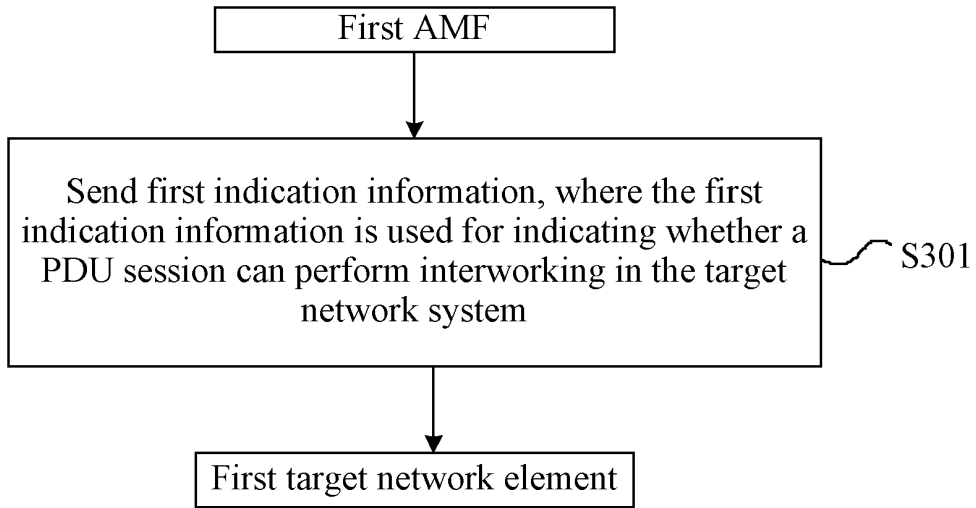 First AMF
Send first indication information, where the first
indication information is used for indicating whether a
PDU session can perform interworking in the target
network system
S301
First target network element